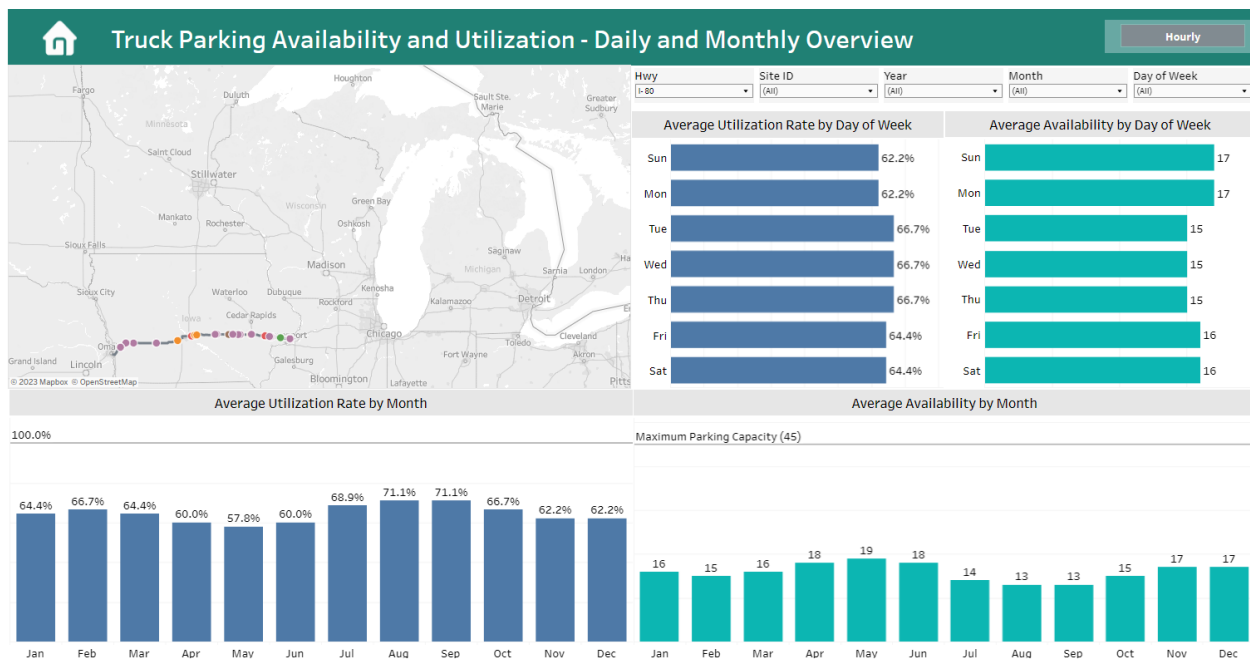 Truck Parking Availability and Utilization - Daily and Monthly Overview
Hourly
Hwy
Site ID
Year
Month
Day of Week
I-80
(All)
(All)
(All)
(All)
Fargo
Duluth
Houghton
Sault Ste.
Marie
Greater
Sudbury
Minnesota
Saint Cloud
Stillwater
Wisconsin
Green Bay
Mankato
Rochester
Oshkosh
Sioux Falls
Madison
Saginaw
Michigan
Sarnia
London
Ha
Sioux City
Waterloo
Dubuque
Rockford
Kenosha
Kalamazoo
Detroit
E
Iowa
Cedar Rapids
Chicago
Toledo
Cleveland
Oma
ort
Grand Island
Lincoln
Galesburg
Fort Wayne
Akron
Bloomington
Lafayette
Pitts
© 2023 Mapbox © OpenStreetMap
Average Utilization Rate by Day of Week
Sun 62.2%
Mon 62.2%
Tue 66.7%
Wed 66.7%
Thu 66.7%
Fri 64.4%
Sat 64.4%
Average Availability by Day of Week
Sun 17
Mon 17
Tue 15
Wed 15
Thu 15
Fri 16
Sat 16
Average Utilization Rate by Month
100.0%
64.4% 66.7% 64.4% 60.0% 57.8% 60.0% 68.9% 71.1% 71.1% 66.7% 62.2% 62.2%
Jan Feb Mar Apr May Jun Jul Aug Sep Oct Nov Dec
Average Availability by Month
Maximum Parking Capacity (45)
16 15 16 18 19 18 14 13 13 15 17 17
Jan Feb Mar Apr May Jun Jul Aug Sep Oct Nov Dec